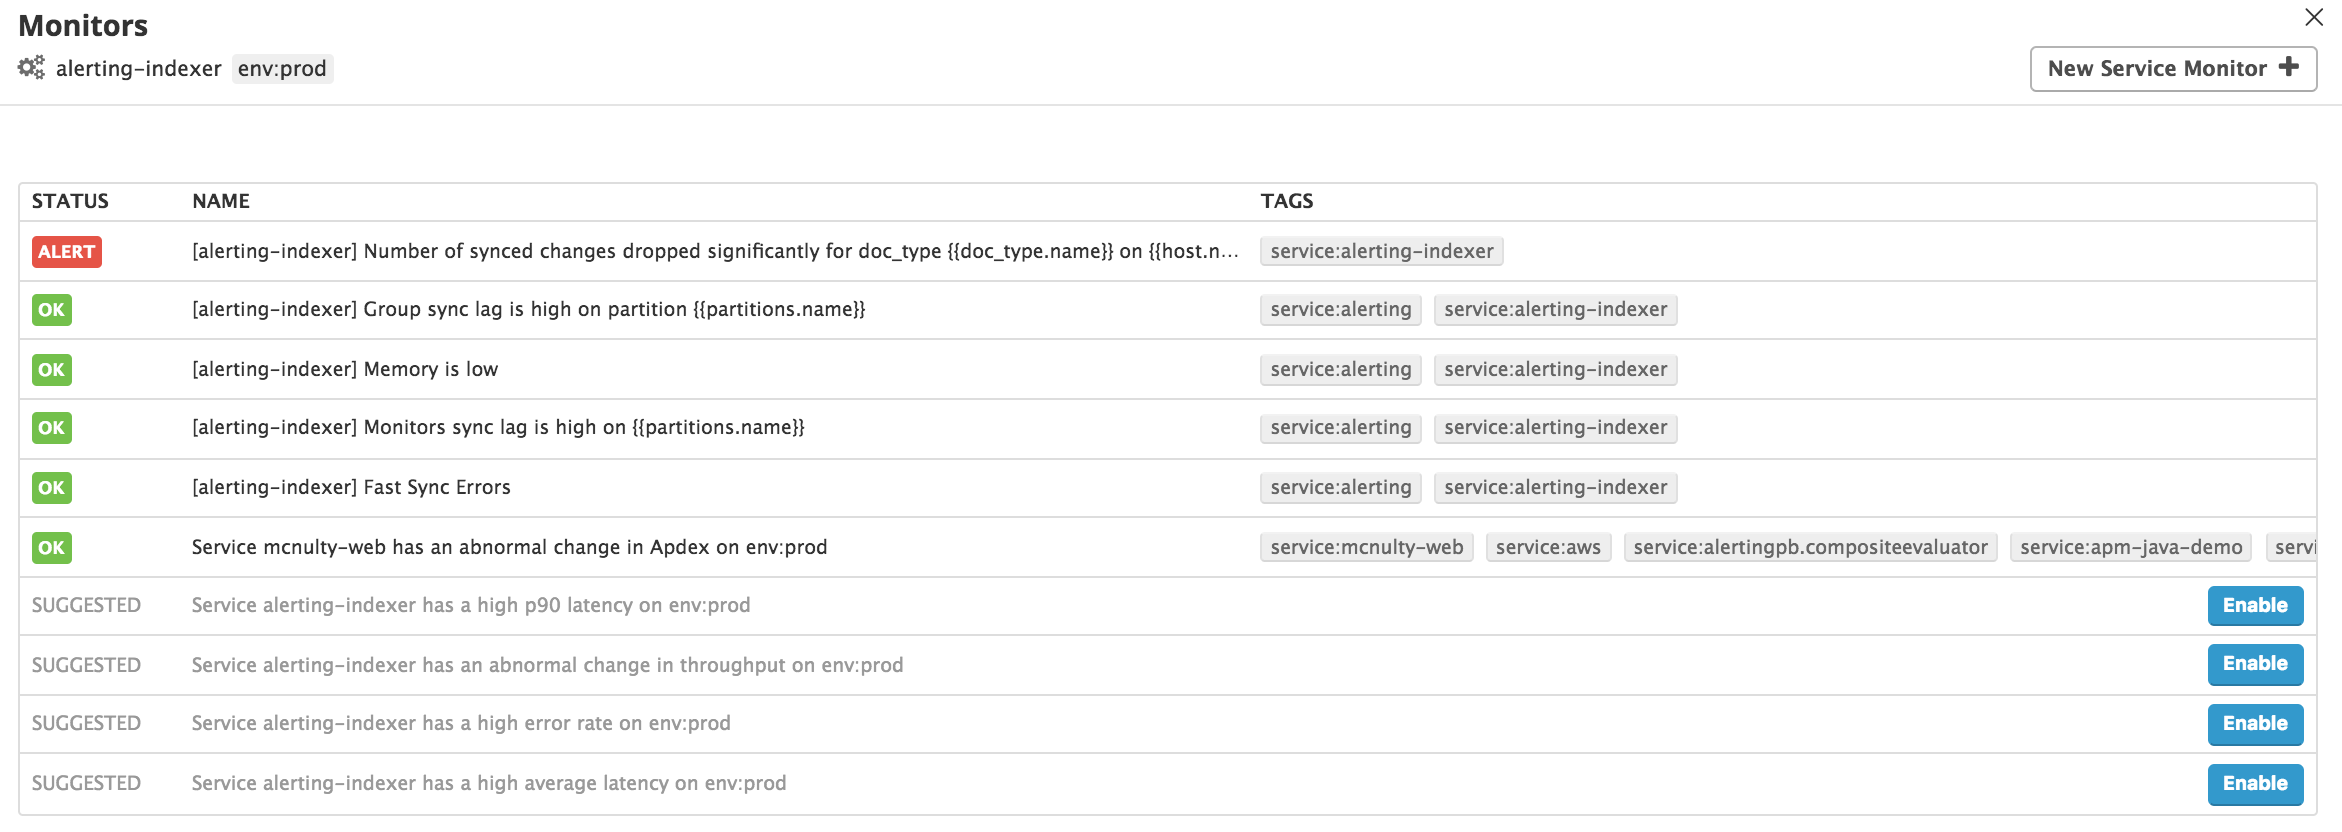 Monitors
alerting-indexer env:prod
New Service Monitor +
STATUS NAME TAGS
ALERT [alerting-indexer] Number of synced changes dropped significantly for doc_type {{doc_type.name}} on {{host.n... service:alerting-indexer
OK [alerting-indexer] Group sync lag is high on partition {{partitions.name}} service:alerting service:alerting-indexer
OK [alerting-indexer] Memory is low service:alerting service:alerting-indexer
OK [alerting-indexer] Monitors sync lag is high on {{partitions.name}} service:alerting service:alerting-indexer
OK [alerting-indexer] Fast Sync Errors service:alerting service:alerting-indexer
OK Service mcnulty-web has an abnormal change in Apdex on env:prod service:mcnulty-web service:aws service:alertingpb.compositeevaluator service:apm-java-demo servi
SUGGESTED Service alerting-indexer has a high p90 latency on env:prod Enable
SUGGESTED Service alerting-indexer has an abnormal change in throughput on env:prod Enable
SUGGESTED Service alerting-indexer has a high error rate on env:prod Enable
SUGGESTED Service alerting-indexer has a high average latency on env:prod Enable